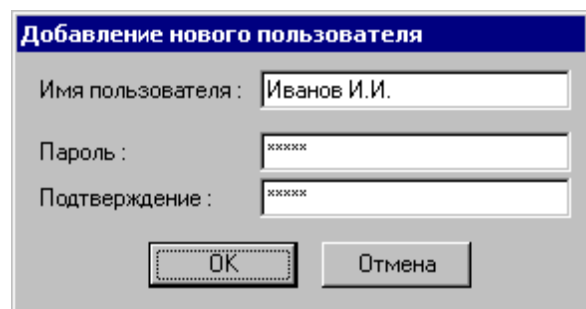 Добавление нового пользователя
Имя пользователя : Иванов И.И.
Пароль : *****
Подтверждение : *****
OK Отмена